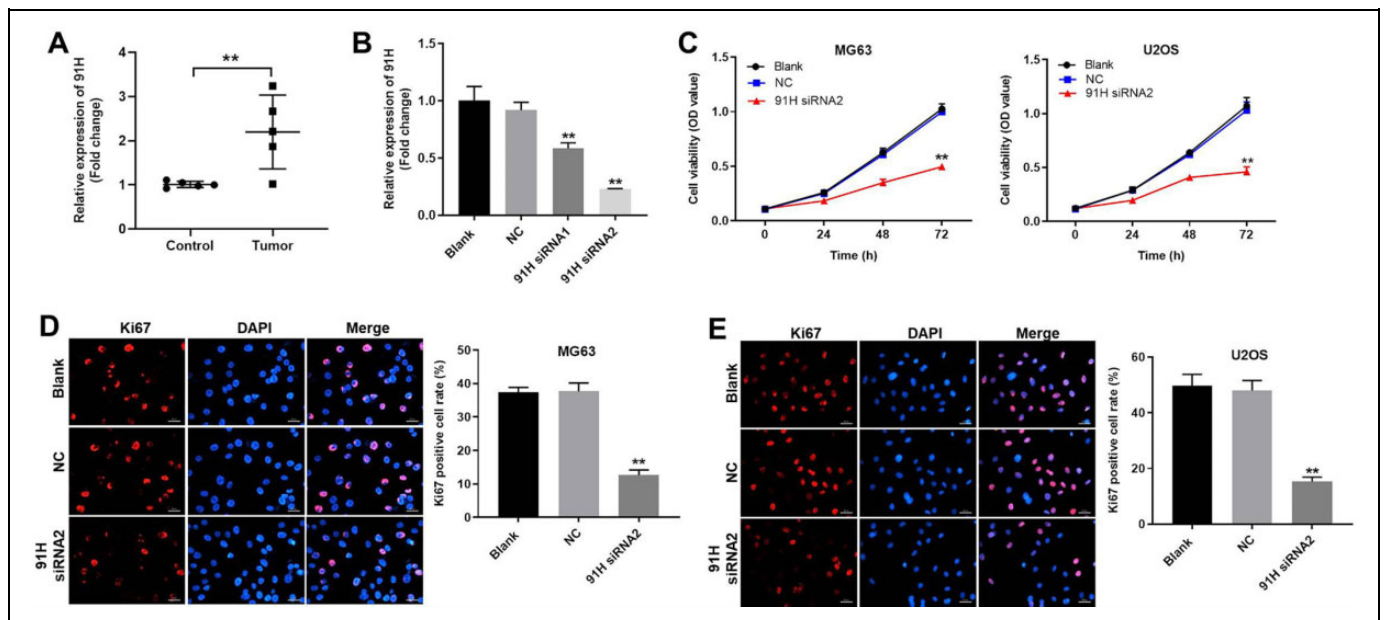 A
Relative expression of 91H
(Fold change)
4
3
2
1
0
**
Control
Tumor
B
Relative expression of 91H
(Fold change)
1.5
1.0
0.5
0.0
**
**
Blank
NC
91H siRNA1
91H siRNA2
C
MG63
Cell viability (OD value)
1.5
1.0
0.5
0.0
Blank
NC
91H siRNA2
**
0
24
48
72
Time (h)
U2OS
Cell viability (OD value)
1.5
1.0
0.5
0.0
Blank
NC
91H siRNA2
**
0
24
48
72
Time (h)
D
Ki67
DAPI
Merge
Blank
NC
91H
siRNA2
MG63
Ki67 positive cell rate (%)
50
40
30
20
10
0
**
Blank
NC
91H siRNA2
E
Ki67
DAPI
Merge
Blank
NC
91H
siRNA2
U2OS
Ki67 positive cell rate (%)
60
40
20
0
**
Blank
NC
91H siRNA2